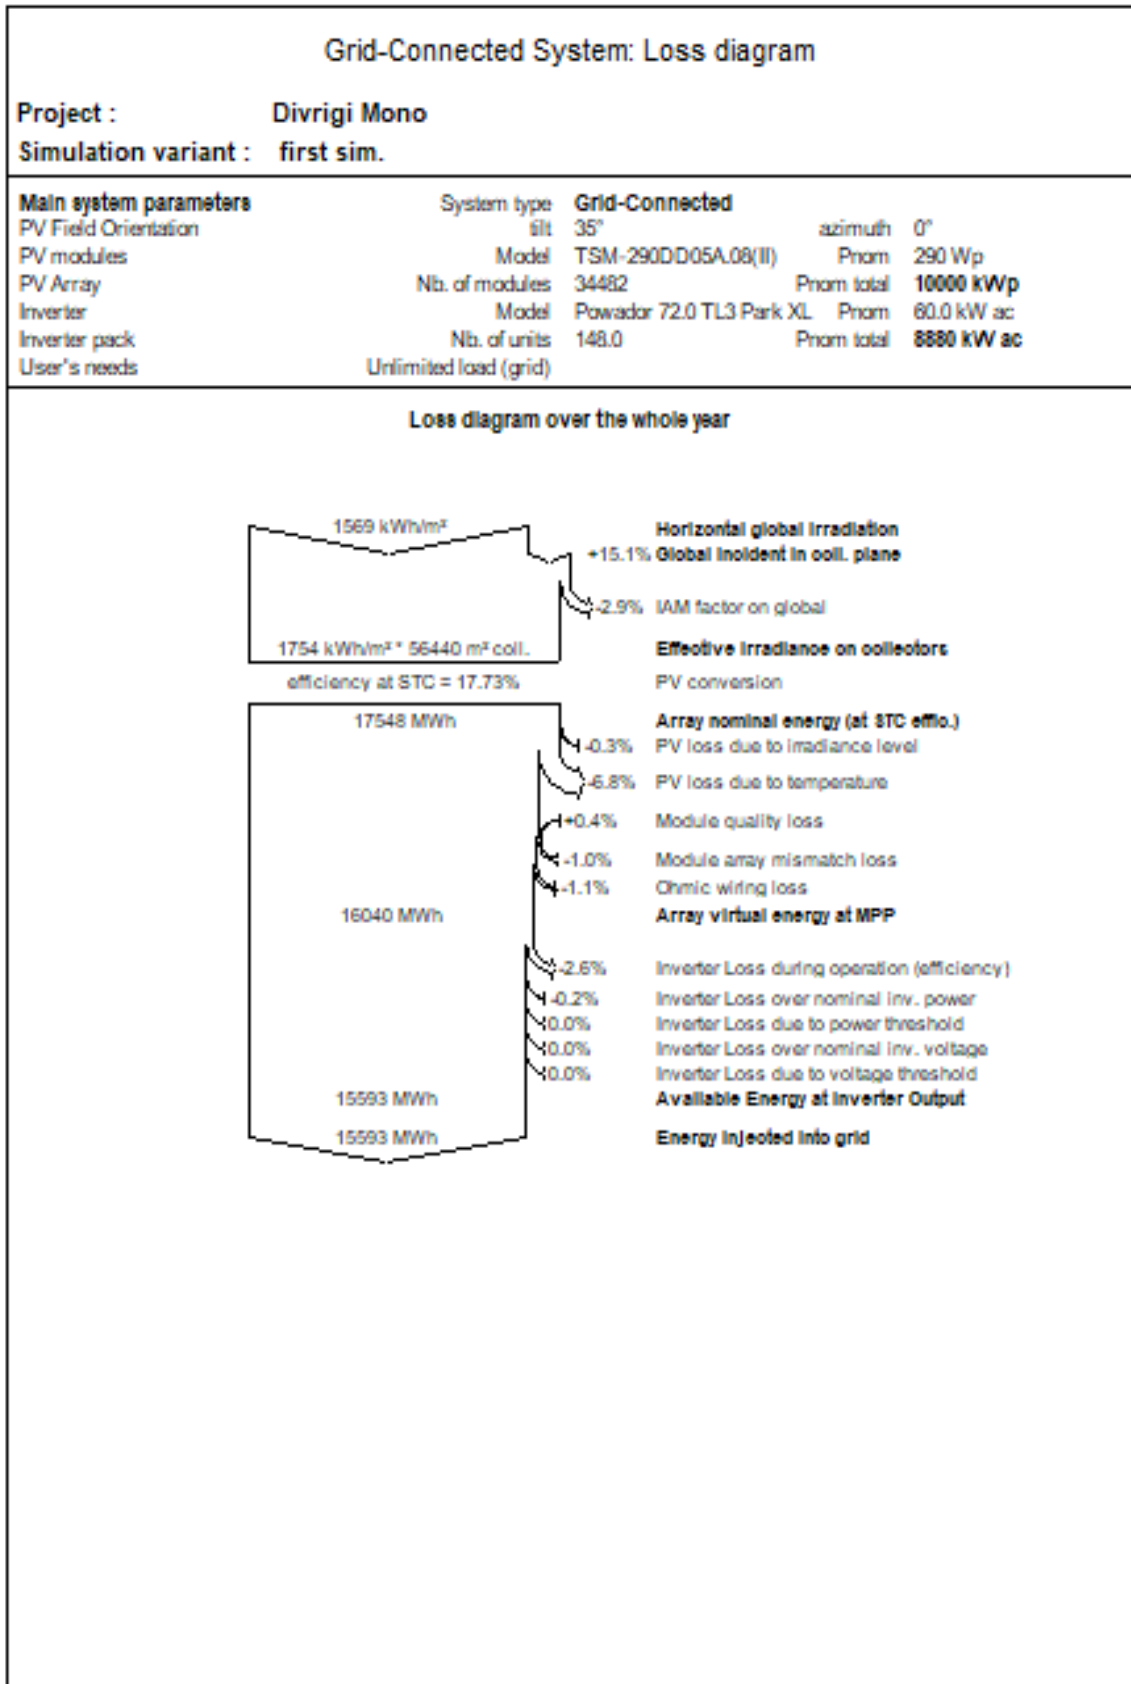 Grid-Connected System: Loss diagram
Project : Divrigi Mono
Simulation variant : first sim.
Main system parameters System type Grid-Connected
PV Field Orientation tilt 35° azimuth 0°
PV modules Model TSM-290DD05A.08(II) Pnom 290 Wp
PV Array Nb. of modules 34482 Pnom total 10000 kWp
Inverter Model Powador 72.0 TL3 Park XL Pnom 60.0 kW ac
Inverter pack Nb. of units 148.0 Pnom total 8880 kW ac
User's needs Unlimited load (grid)
Loss diagram over the whole year
1569 kWh/m² Horizontal global irradiation
+15.1% Global incident in coll. plane
-2.9% IAM factor on global
1754 kWh/m² * 56440 m² coll. Effective irradiance on collectors
efficiency at STC = 17.73% PV conversion
17548 MWh Array nominal energy (at STC effic.)
-0.3% PV loss due to irradiance level
-6.8% PV loss due to temperature
+0.4% Module quality loss
-1.0% Module array mismatch loss
-1.1% Ohmic wiring loss
16040 MWh Array virtual energy at MPP
-2.6% Inverter Loss during operation (efficiency)
-0.2% Inverter Loss over nominal inv. power
0.0% Inverter Loss due to power threshold
0.0% Inverter Loss over nominal inv. voltage
0.0% Inverter Loss due to voltage threshold
15593 MWh Available Energy at Inverter Output
15593 MWh Energy injected into grid